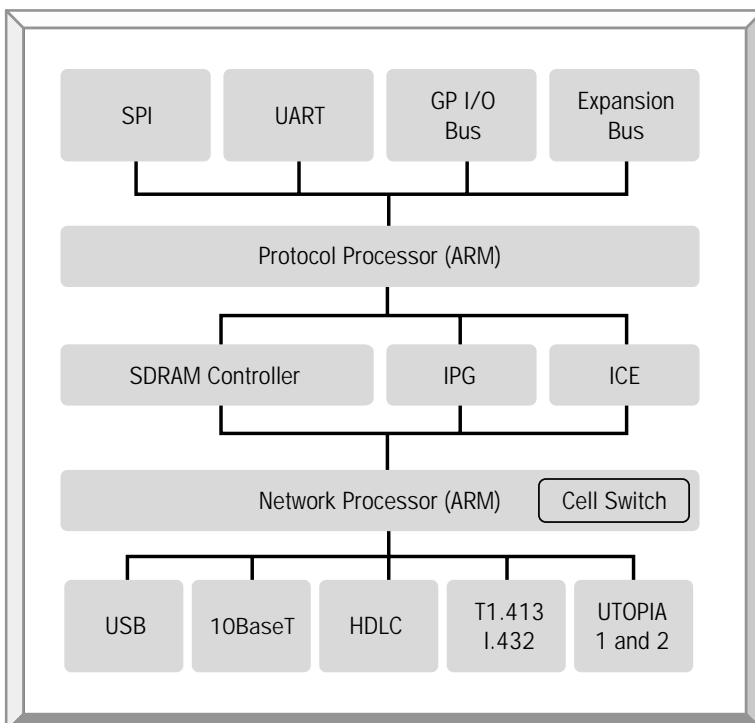 SPI
UART
GP I/O
Bus
Expansion
Bus
Protocol Processor (ARM)
SDRAM Controller
IPG
ICE
Network Processor (ARM)
Cell Switch
USB
10BaseT
HDLC
T1.413
I.432
UTOPIA
1 and 2